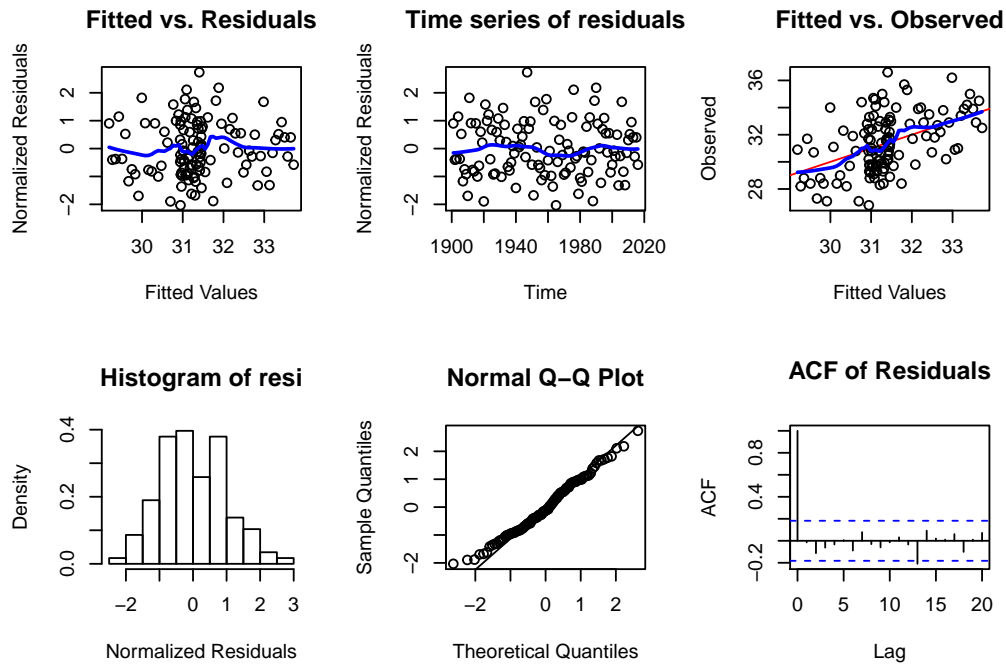 Fitted vs. Residuals
Normalized Residuals
2
1
0
−2
30 31 32 33
Fitted Values
Time series of residuals
Normalized Residuals
2
1
0
−2
1900 1940 1980 2020
Time
Fitted vs. Observed
Observed
36
32
28
30 31 32 33
Fitted Values
Histogram of resi
Density
0.4
0.2
0.0
−2 0 1 2 3
Normalized Residuals
Normal Q−Q Plot
Sample Quantiles
2
1
0
−2
−2 0 1 2
Theoretical Quantiles
ACF of Residuals
ACF
0.8
0.4
−0.2
0 5 10 15 20
Lag